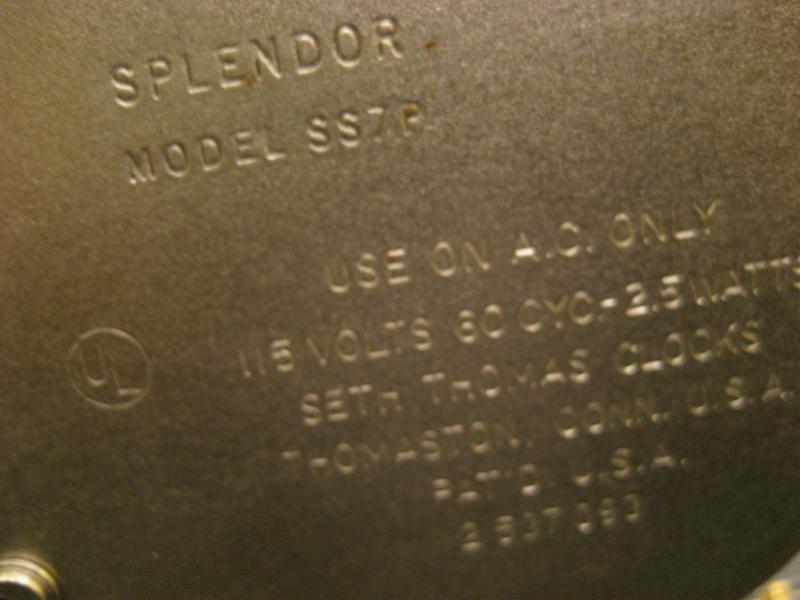 SPLENDOR
MODEL SS7P
USE ON A.C. ONLY
115 VOLTS 60 CYC.-2.5 WATTS
UL
SETH THOMAS CLOCKS
THOMASTON, CONN. U.S.A.
PAT'D. U.S.A.